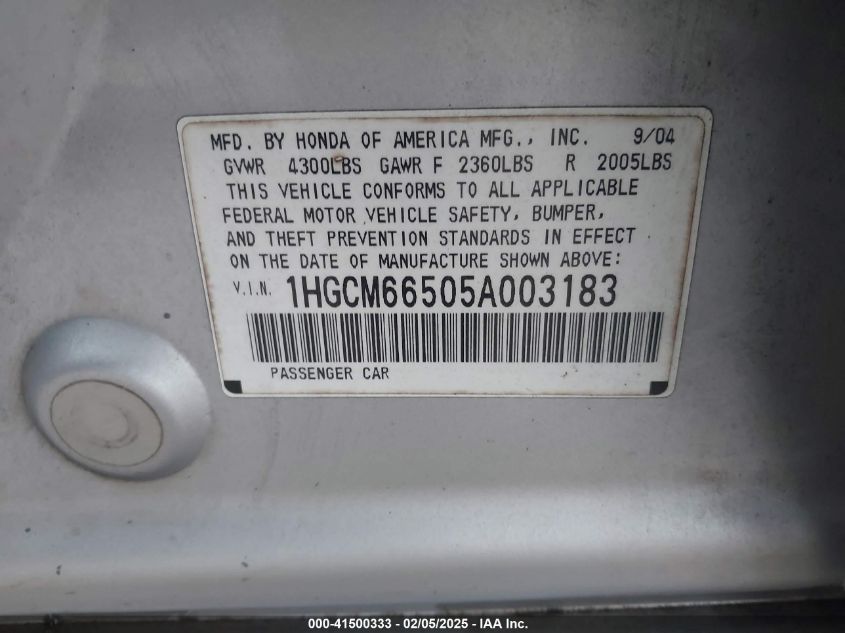 MFD. BY HONDA OF AMERICA MFG., INC. 9/04
GVWR 4300LBS GAWR F 2360LBS R 2005LBS
THIS VEHICLE CONFORMS TO ALL APPLICABLE
FEDERAL MOTOR VEHICLE SAFETY, BUMPER,
AND THEFT PREVENTION STANDARDS IN EFFECT
ON THE DATE OF MANUFACTURE SHOWN ABOVE:
V.I.N. 1HGCM66505A003183
PASSENGER CAR
000-41500333 - 02/05/2025 - IAA Inc.